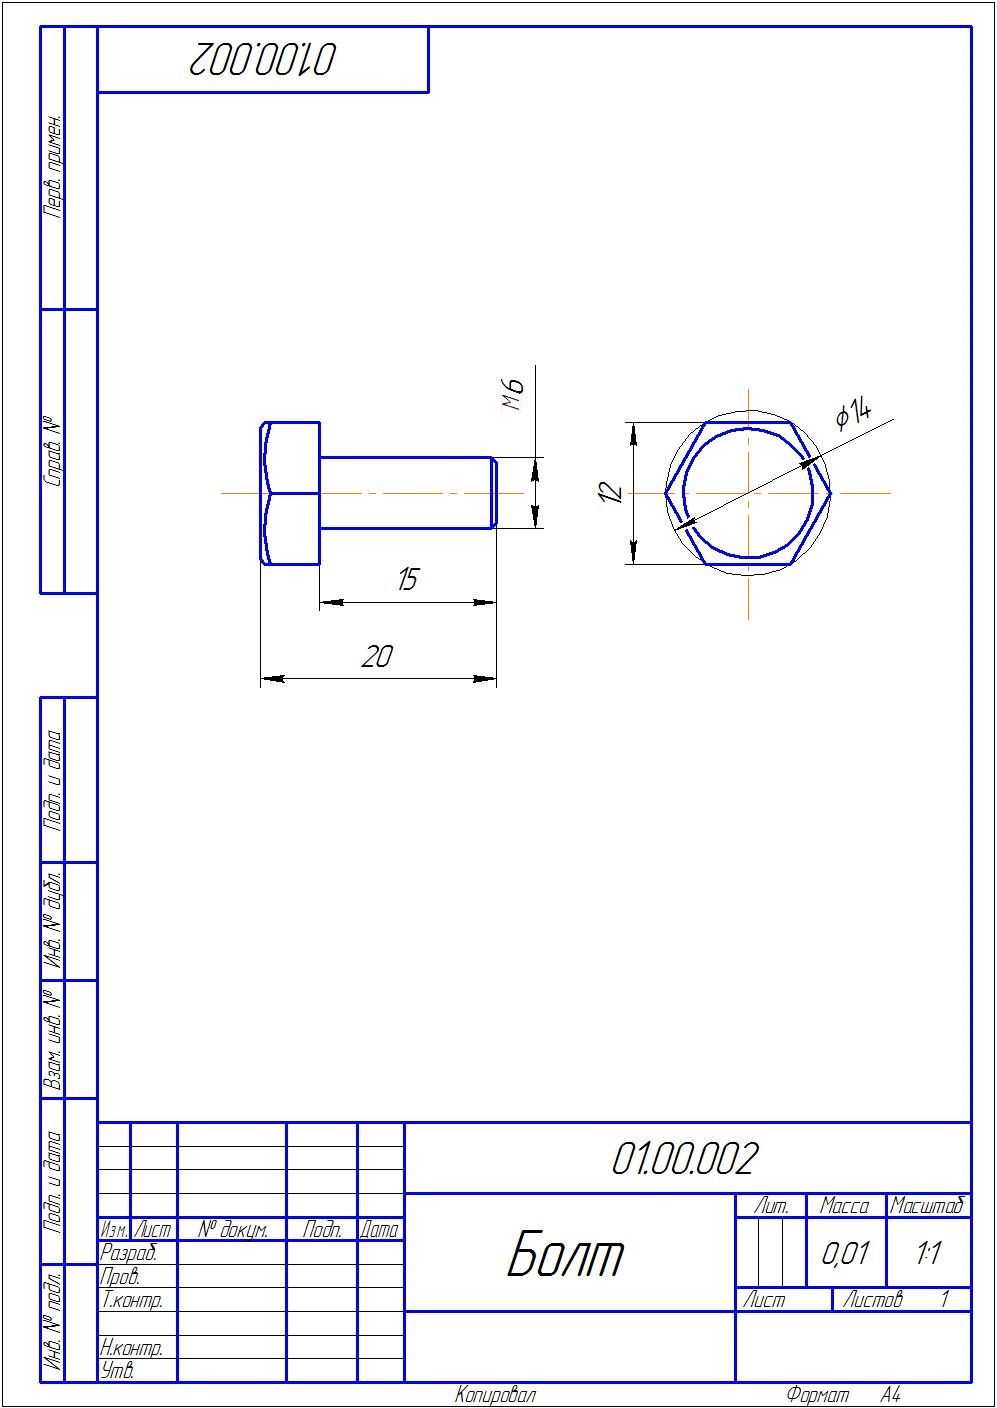 01.00.002
Перв. примен.
Справ. №
Подп. и дата
Инв. № дубл.
Взам. инв. №
Подп. и дата
Инв. № подл.
М6
15
20
12
ϕ14
01.00.002
Изм. Лист № докум. Подп. Дата
Разраб.
Пров.
Т.контр.
Н.контр.
Утв.
Болт
Лит. Масса Масштаб
0,01 1:1
Лист Листов 1
Копировал Формат А4